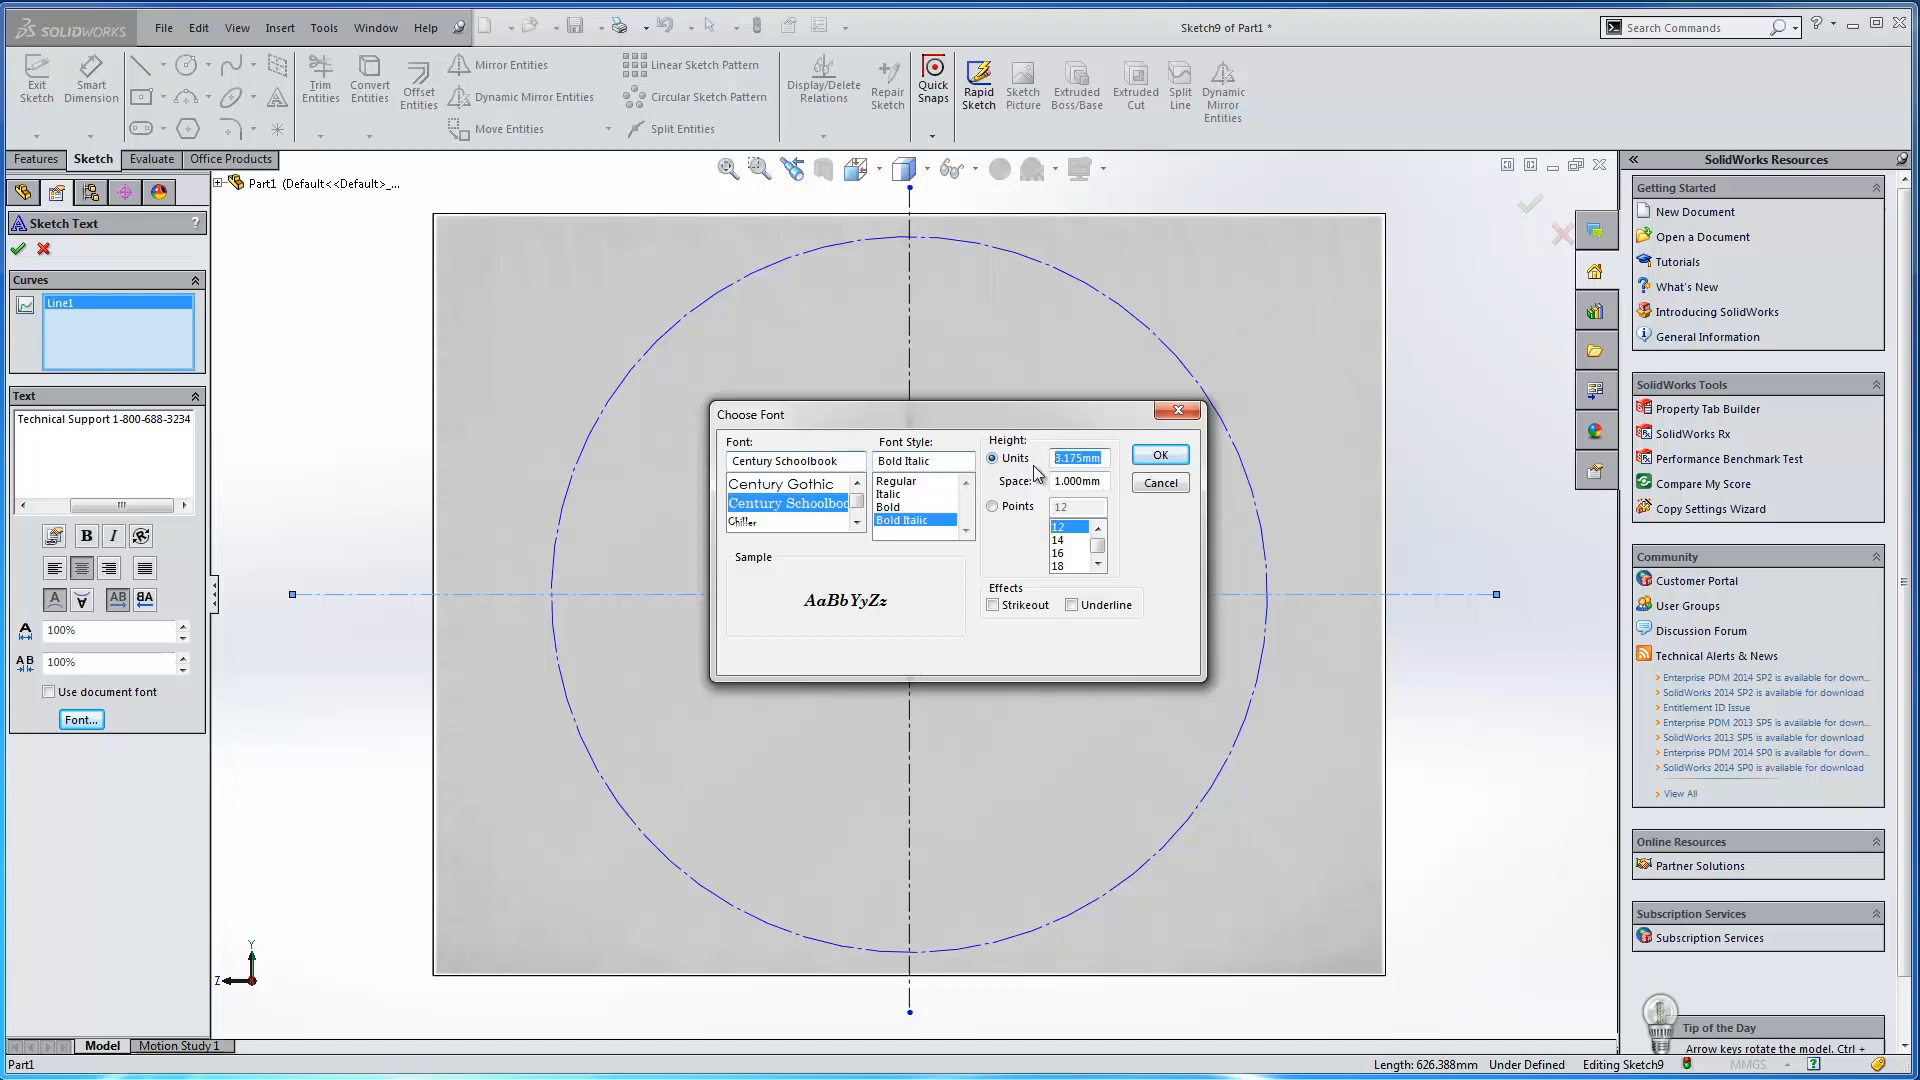 SOLIDWORKS
File
Edit
View
Insert
Tools
Window
Help
Sketch9 of Part1 *
Search Commands
Exit Sketch
Smart Dimension
Trim Entities
Convert Entities
Offset Entities
Mirror Entities
Dynamic Mirror Entities
Move Entities
Linear Sketch Pattern
Circular Sketch Pattern
Split Entities
Display/Delete Relations
Repair Sketch
Quick Snaps
Rapid Sketch
Sketch Picture
Extruded Boss/Base
Extruded Cut
Split Line
Dynamic Mirror Entities
Features
Sketch
Evaluate
Office Products
Part1 (Default<<Default>_...
Sketch Text
?
Curves
Line1
Text
Technical Support 1-800-688-3234
B
I
A
A
AB
AB
A
100%
AB
100%
Use document font
Font...
Choose Font
Font:
Century Schoolbook
Century Gothic
Century Schoolboo
Chiller
Font Style:
Bold Italic
Regular
Italic
Bold
Bold Italic
Height:
Units
3.175mm
Space:
1.000mm
Points
12
12
14
16
18
OK
Cancel
Sample
AaBbYyZz
Effects
Strikeout
Underline
Y
Z
SolidWorks Resources
Getting Started
New Document
Open a Document
Tutorials
What's New
Introducing SolidWorks
General Information
SolidWorks Tools
Property Tab Builder
SolidWorks Rx
Performance Benchmark Test
Compare My Score
Copy Settings Wizard
Community
Customer Portal
User Groups
Discussion Forum
Technical Alerts & News
Enterprise PDM 2014 SP2 is available for down...
SolidWorks 2014 SP2 is available for download
Entitlement ID Issue
Enterprise PDM 2013 SP5 is available for down...
SolidWorks 2013 SP5 is available for download
Enterprise PDM 2014 SP0 is available for down...
SolidWorks 2014 SP0 is available for download
View All
Online Resources
Partner Solutions
Subscription Services
Subscription Services
Tip of the Day
Arrow keys rotate the model. Ctrl +
Model
Motion Study 1
Part1
Length: 626.388mm
Under Defined
Editing Sketch9
MMGS